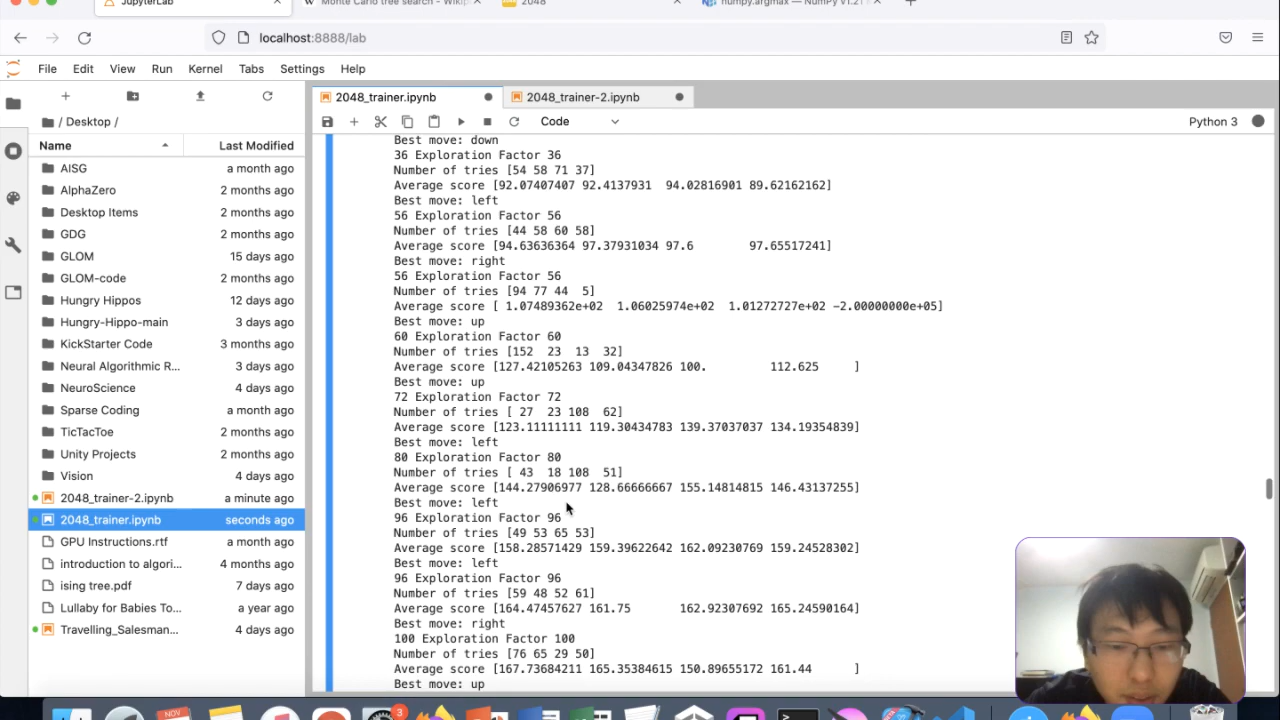 JupyterLab
Monte Carlo tree search - Wikip
2048
numpy.argmax — NumPy v1.21
localhost:8888/lab
File Edit View Run Kernel Tabs Settings Help
2048_trainer.ipynb
2048_trainer-2.ipynb
/ Desktop /
Code
Python 3
Name Last Modified
AISG a month ago
AlphaZero 2 months ago
Desktop Items 2 months ago
GDG 2 months ago
GLOM 15 days ago
GLOM-code 2 months ago
Hungry Hippos 12 days ago
Hungry-Hippo-main 3 days ago
KickStarter Code 3 months ago
Neural Algorithmic R... 3 days ago
NeuroScience 4 days ago
Sparse Coding a month ago
TicTacToe 2 months ago
Unity Projects 2 months ago
Vision 4 days ago
2048_trainer-2.ipynb a minute ago
2048_trainer.ipynb seconds ago
GPU Instructions.rtf a month ago
introduction to algori... 4 months ago
ising tree.pdf 7 days ago
Lullaby for Babies To... a year ago
Travelling_Salesman... 4 days ago
Best move: down
36 Exploration Factor 36
Number of tries [54 58 71 37]
Average score [92.07407407 92.4137931 94.02816901 89.62162162]
Best move: left
56 Exploration Factor 56
Number of tries [44 58 60 58]
Average score [94.63636364 97.37931034 97.6 97.65517241]
Best move: right
56 Exploration Factor 56
Number of tries [94 77 44 5]
Average score [ 1.07489362e+02 1.06025974e+02 1.01272727e+02 -2.00000000e+05]
Best move: up
60 Exploration Factor 60
Number of tries [152 23 13 32]
Average score [127.42105263 109.04347826 100. 112.625 ]
Best move: up
72 Exploration Factor 72
Number of tries [ 27 23 108 62]
Average score [123.11111111 119.30434783 139.37037037 134.19354839]
Best move: left
80 Exploration Factor 80
Number of tries [ 43 18 108 51]
Average score [144.27906977 128.66666667 155.14814815 146.43137255]
Best move: left
96 Exploration Factor 96
Number of tries [49 53 65 53]
Average score [158.28571429 159.39622642 162.09230769 159.24528302]
Best move: left
96 Exploration Factor 96
Number of tries [59 48 52 61]
Average score [164.47457627 161.75 162.92307692 165.24590164]
Best move: right
100 Exploration Factor 100
Number of tries [76 65 29 50]
Average score [167.73684211 165.35384615 150.89655172 161.44 ]
Best move: up
NOV
3